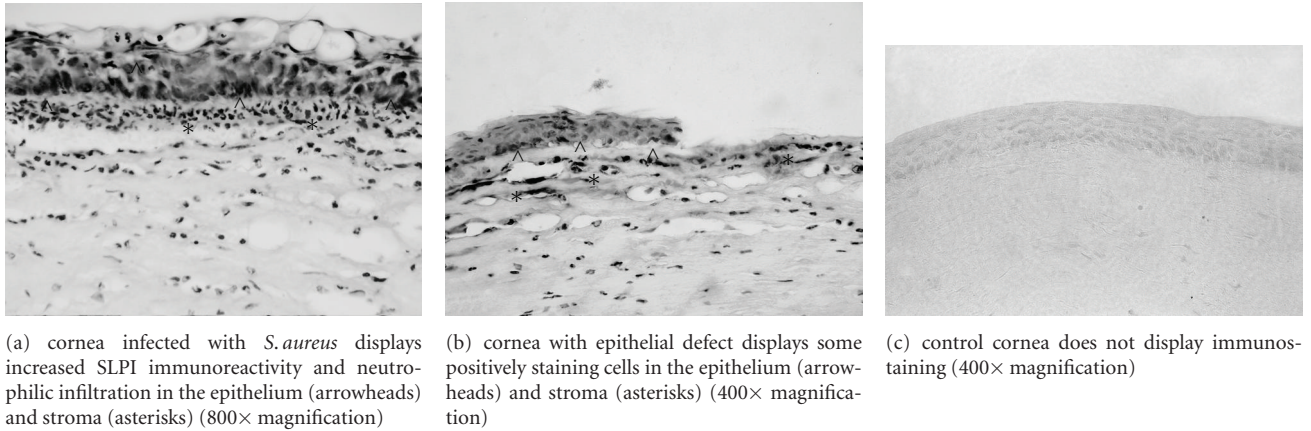 (a) cornea infected with S. aureus displays
increased SLPI immunoreactivity and neutro-
philic infiltration in the epithelium (arrowheads)
and stroma (asterisks) (800× magnification)
(b) cornea with epithelial defect displays some
positively staining cells in the epithelium (arrow-
heads) and stroma (asterisks) (400× magnifica-
tion)
(c) control cornea does not display immunos-
taining (400× magnification)